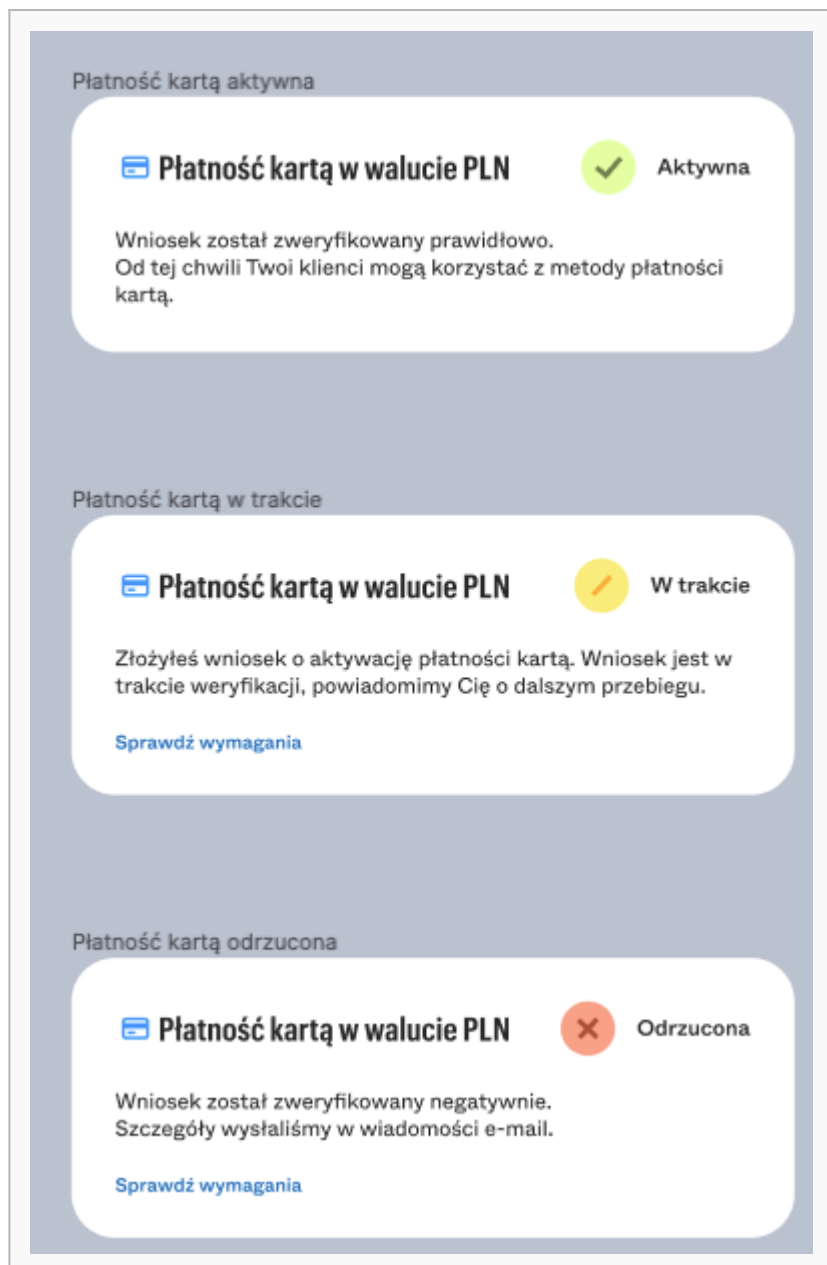 Płatność kartą aktywna
Płatność kartą w walucie PLN
Aktywna
Wniosek został zweryfikowany prawidłowo.
Od tej chwili Twoi klienci mogą korzystać z metody płatności
kartą.
Płatność kartą w trakcie
Płatność kartą w walucie PLN
W trakcie
Złożyłeś wniosek o aktywację płatności kartą. Wniosek jest w
trakcie weryfikacji, powiadomimy Cię o dalszym przebiegu.
Sprawdź wymagania
Płatność kartą odrzucona
Płatność kartą w walucie PLN
Odrzucona
Wniosek został zweryfikowany negatywnie.
Szczegóły wysłaliśmy w wiadomości e-mail.
Sprawdź wymagania